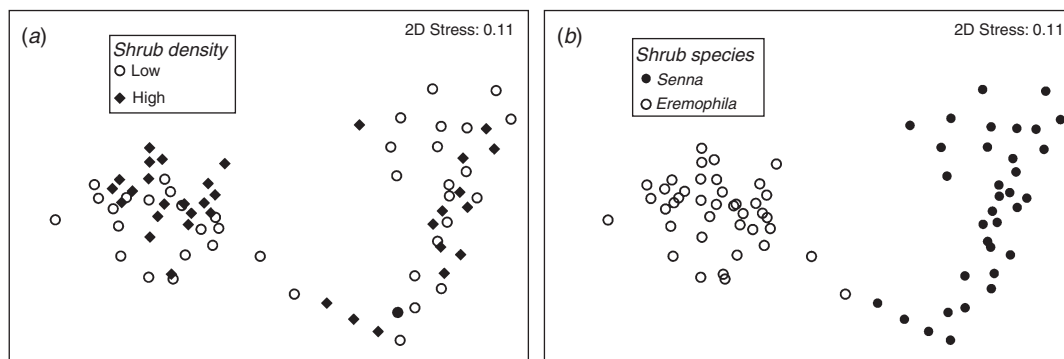 (a)
2D Stress: 0.11
Shrub density
Low
High
(b)
2D Stress: 0.11
Shrub species
Senna
Eremophila